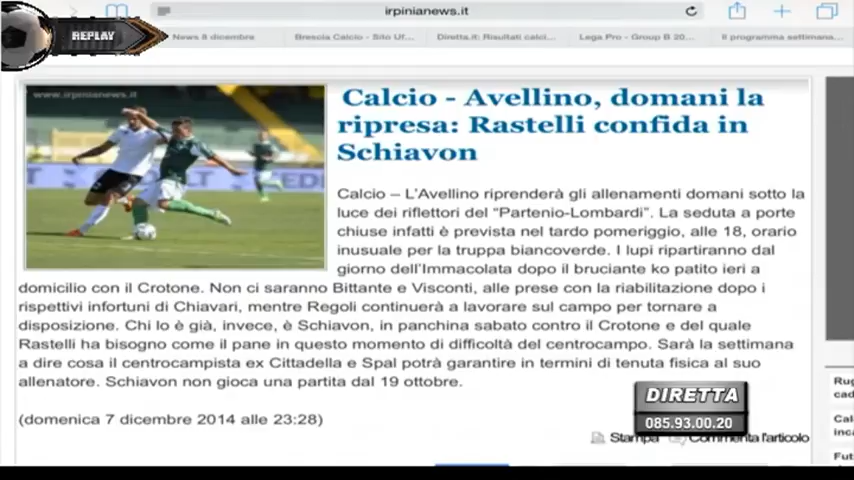 irpinianews.it
REPLAY
News 8 dicembre
Brescia Calcio - Sito Uf...
Diretta.it: Risultati calci...
Lega Pro - Group B 20...
Il programma settimana...
www.irpinianews.it
Calcio - Avellino, domani la
ripresa: Rastelli confida in
Schiavon
Calcio – L'Avellino riprenderà gli allenamenti domani sotto la
luce dei riflettori del "Partenio-Lombardi". La seduta a porte
chiuse infatti è prevista nel tardo pomeriggio, alle 18, orario
inusuale per la truppa biancoverde. I lupi ripartiranno dal
giorno dell'Immacolata dopo il bruciante ko patito ieri a
domicilio con il Crotone. Non ci saranno Bittante e Visconti, alle prese con la riabilitazione dopo i
rispettivi infortuni di Chiavari, mentre Regoli continuerà a lavorare sul campo per tornare a
disposizione. Chi lo è già, invece, è Schiavon, in panchina sabato contro il Crotone e del quale
Rastelli ha bisogno come il pane in questo momento di difficoltà del centrocampo. Sarà la settimana
a dire cosa il centrocampista ex Cittadella e Spal potrà garantire in termini di tenuta fisica al suo
allenatore. Schiavon non gioca una partita dal 19 ottobre.
(domenica 7 dicembre 2014 alle 23:28)
DIRETTA
085.93.00.20
Stampa
Commenta l'articolo
Rug
cad
Cal
inca
Fut